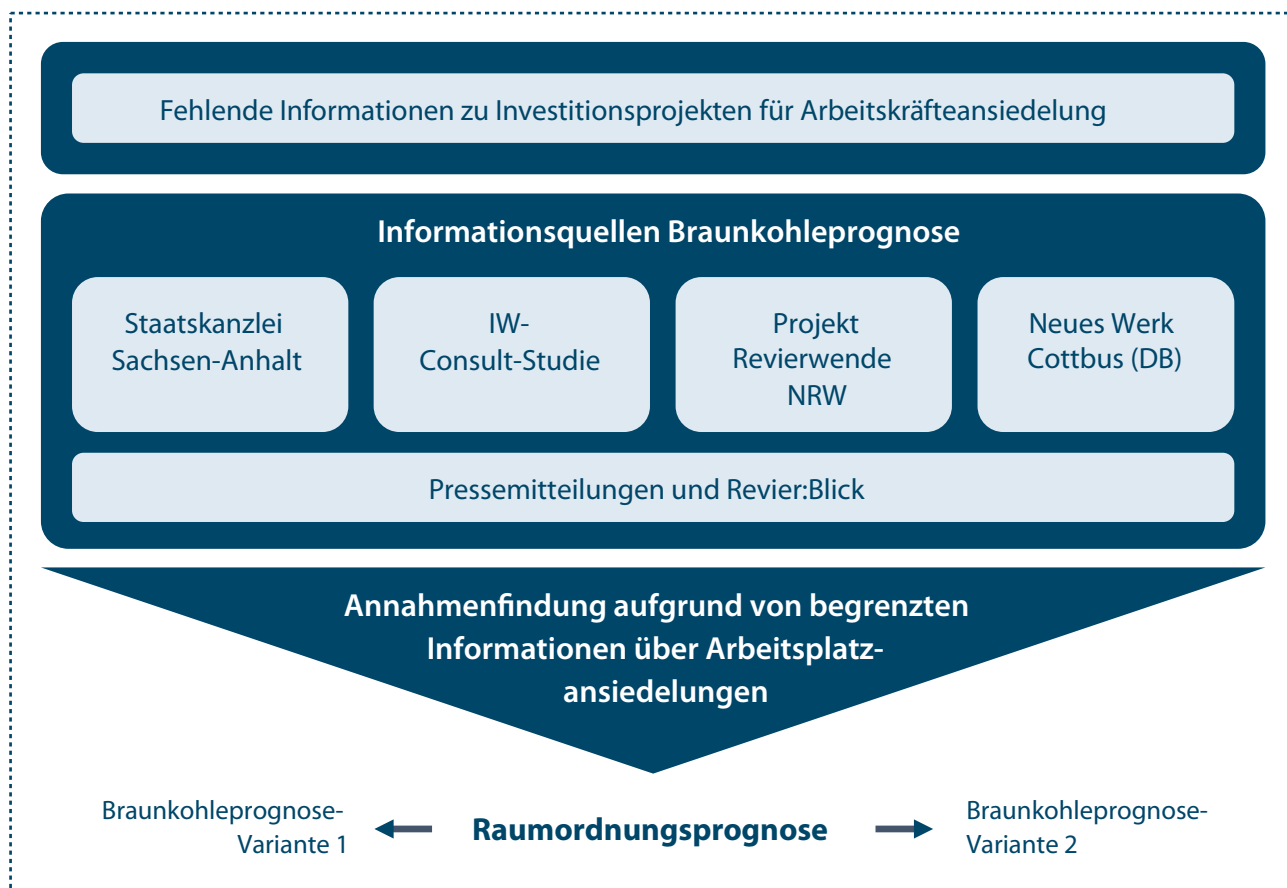 Fehlende Informationen zu Investitionsprojekten für Arbeitskräfteansiedelung
Informationsquellen Braunkohleprognose
Staatskanzlei
Sachsen-Anhalt
IW-
Consult-Studie
Projekt
Revierwende
NRW
Neues Werk
Cottbus (DB)
Pressemitteilungen und Revier:Blick
Annahmenfindung aufgrund von begrenzten
Informationen über Arbeitsplatz-
ansiedelungen
Braunkohleprognose-
Variante 1
Raumordnungsprognose
Braunkohleprognose-
Variante 2